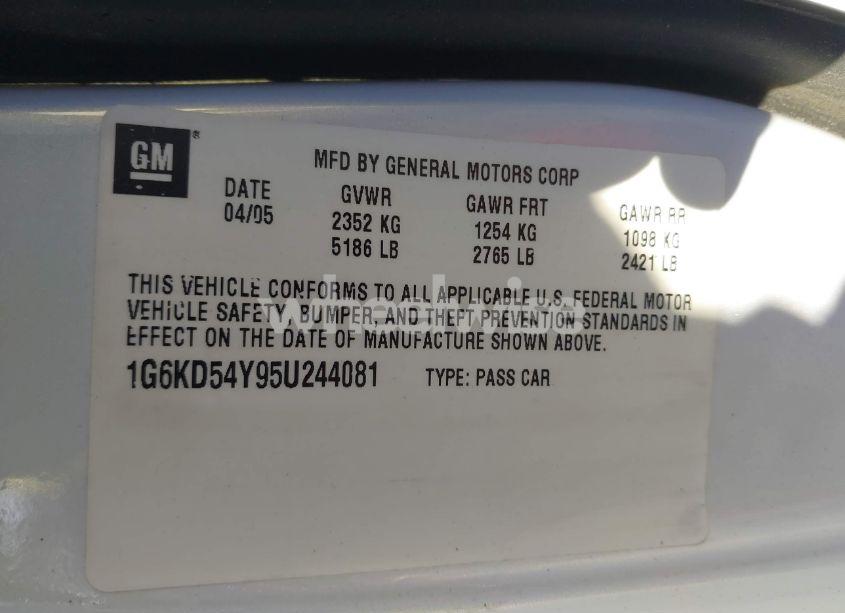 GM®
MFD BY GENERAL MOTORS CORP
DATE GVWR GAWR FRT GAWR RR
04/05 2352 KG 1254 KG 1098 KG
5186 LB 2765 LB 2421 LB
THIS VEHICLE CONFORMS TO ALL APPLICABLE U.S. FEDERAL MOTOR
VEHICLE SAFETY, BUMPER, AND THEFT PREVENTION STANDARDS IN
EFFECT ON THE DATE OF MANUFACTURE SHOWN ABOVE.
1G6KD54Y95U244081 TYPE: PASS CAR